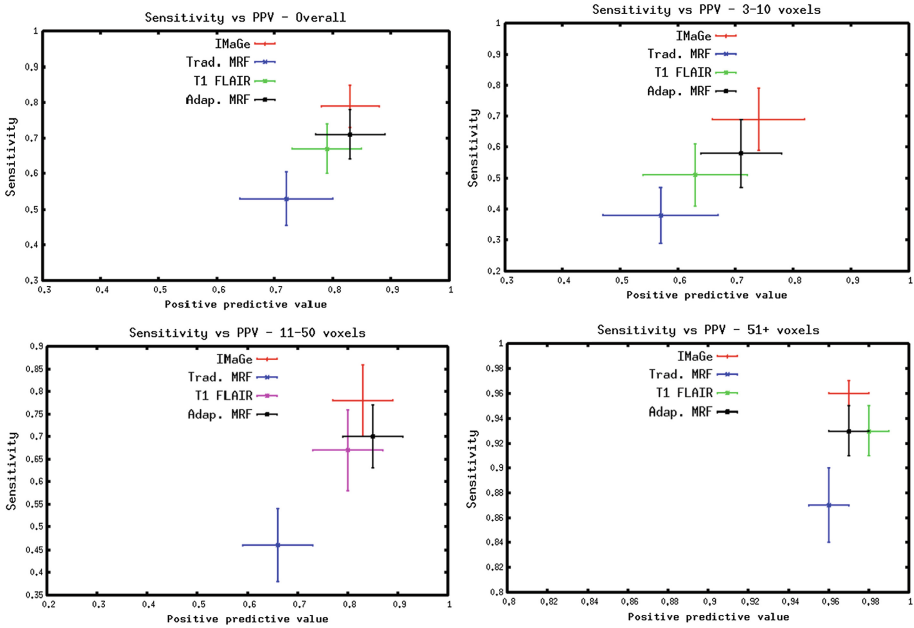 Sensitivity vs PPV - Overall
1
0.9
0.8
0.7
0.6
0.5
0.4
0.3
Sensitivity
IMaGe
Trad. MRF
T1 FLAIR
Adap. MRF
0.3 0.4 0.5 0.6 0.7 0.8 0.9 1
Positive predictive value
Sensitivity vs PPV - 3-10 voxels
1
0.9
0.8
0.7
0.6
0.5
0.4
0.3
0.2
Sensitivity
IMaGe
Trad. MRF
T1 FLAIR
Adap. MRF
0.3 0.4 0.5 0.6 0.7 0.8 0.9 1
Positive predictive value
Sensitivity vs PPV - 11-50 voxels
0.9
0.85
0.8
0.75
0.7
0.65
0.6
0.55
0.5
0.45
0.4
0.35
Sensitivity
IMaGe
Trad. MRF
T1 FLAIR
Adap. MRF
0.2 0.3 0.4 0.5 0.6 0.7 0.8 0.9 1
Positive predictive value
Sensitivity vs PPV - 51+ voxels
1
0.98
0.96
0.94
0.92
0.9
0.88
0.86
0.84
0.82
0.8
Sensitivity
IMaGe
Trad. MRF
T1 FLAIR
Adap. MRF
0.8 0.82 0.84 0.86 0.88 0.9 0.92 0.94 0.96 0.98 1
Positive predictive value